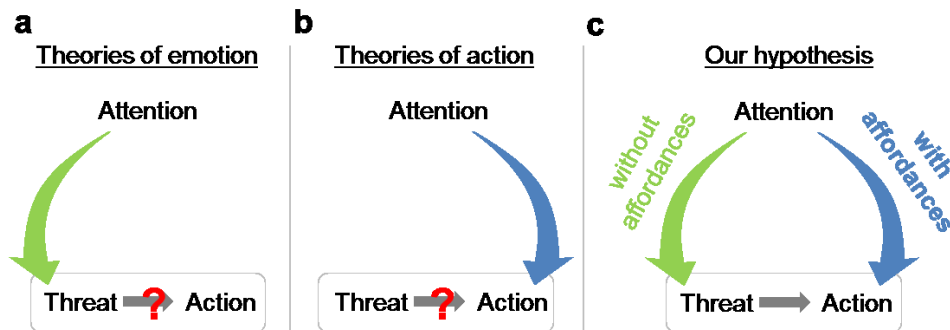 a
Theories of emotion
Attention
Threat ? Action
b
Theories of action
Attention
Threat ? Action
c
Our hypothesis
Attention
without
affordances
with
affordances
Threat Action